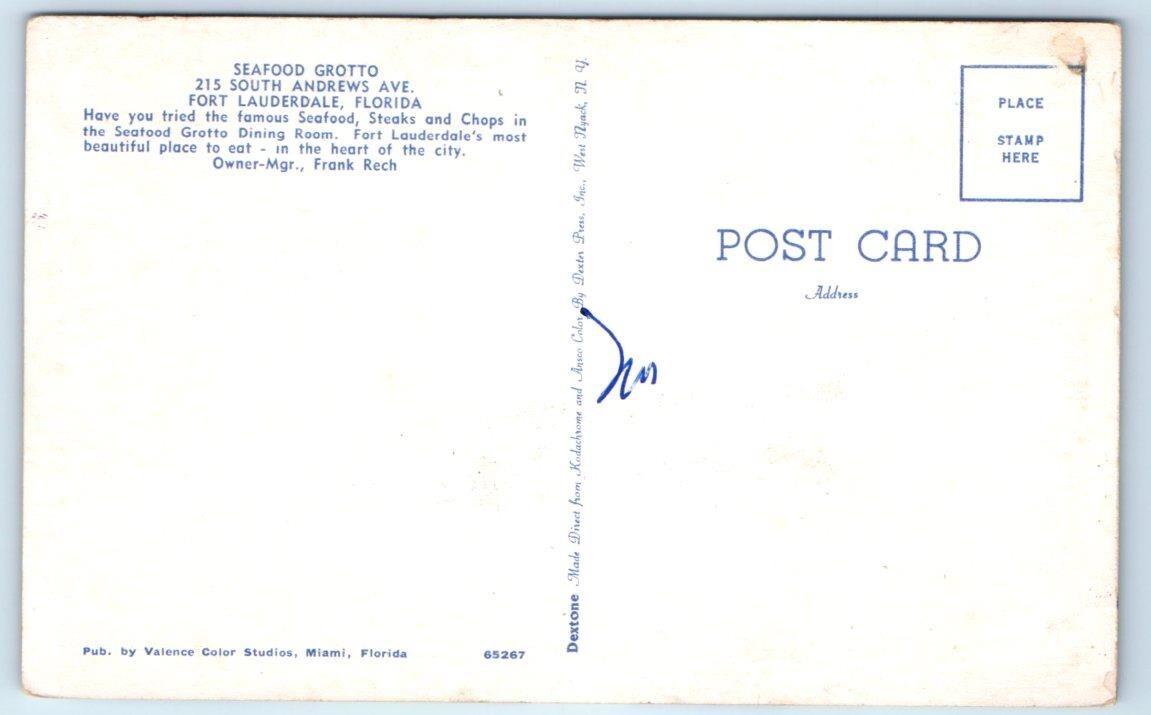 SEAFOOD GROTTO
215 SOUTH ANDREWS AVE.
FORT LAUDERDALE, FLORIDA
Have you tried the famous Seafood, Steaks and Chops in
the Seafood Grotto Dining Room. Fort Lauderdale's most
beautiful place to eat - in the heart of the city.
Owner-Mgr., Frank Rech
Pub. by Valence Color Studios, Miami, Florida 65267
Dextone Made Direct from Kodachrome and Ansco Color By Dexter Press, Inc., West Nyack, N. Y.
PLACE
STAMP
HERE
POST CARD
Address